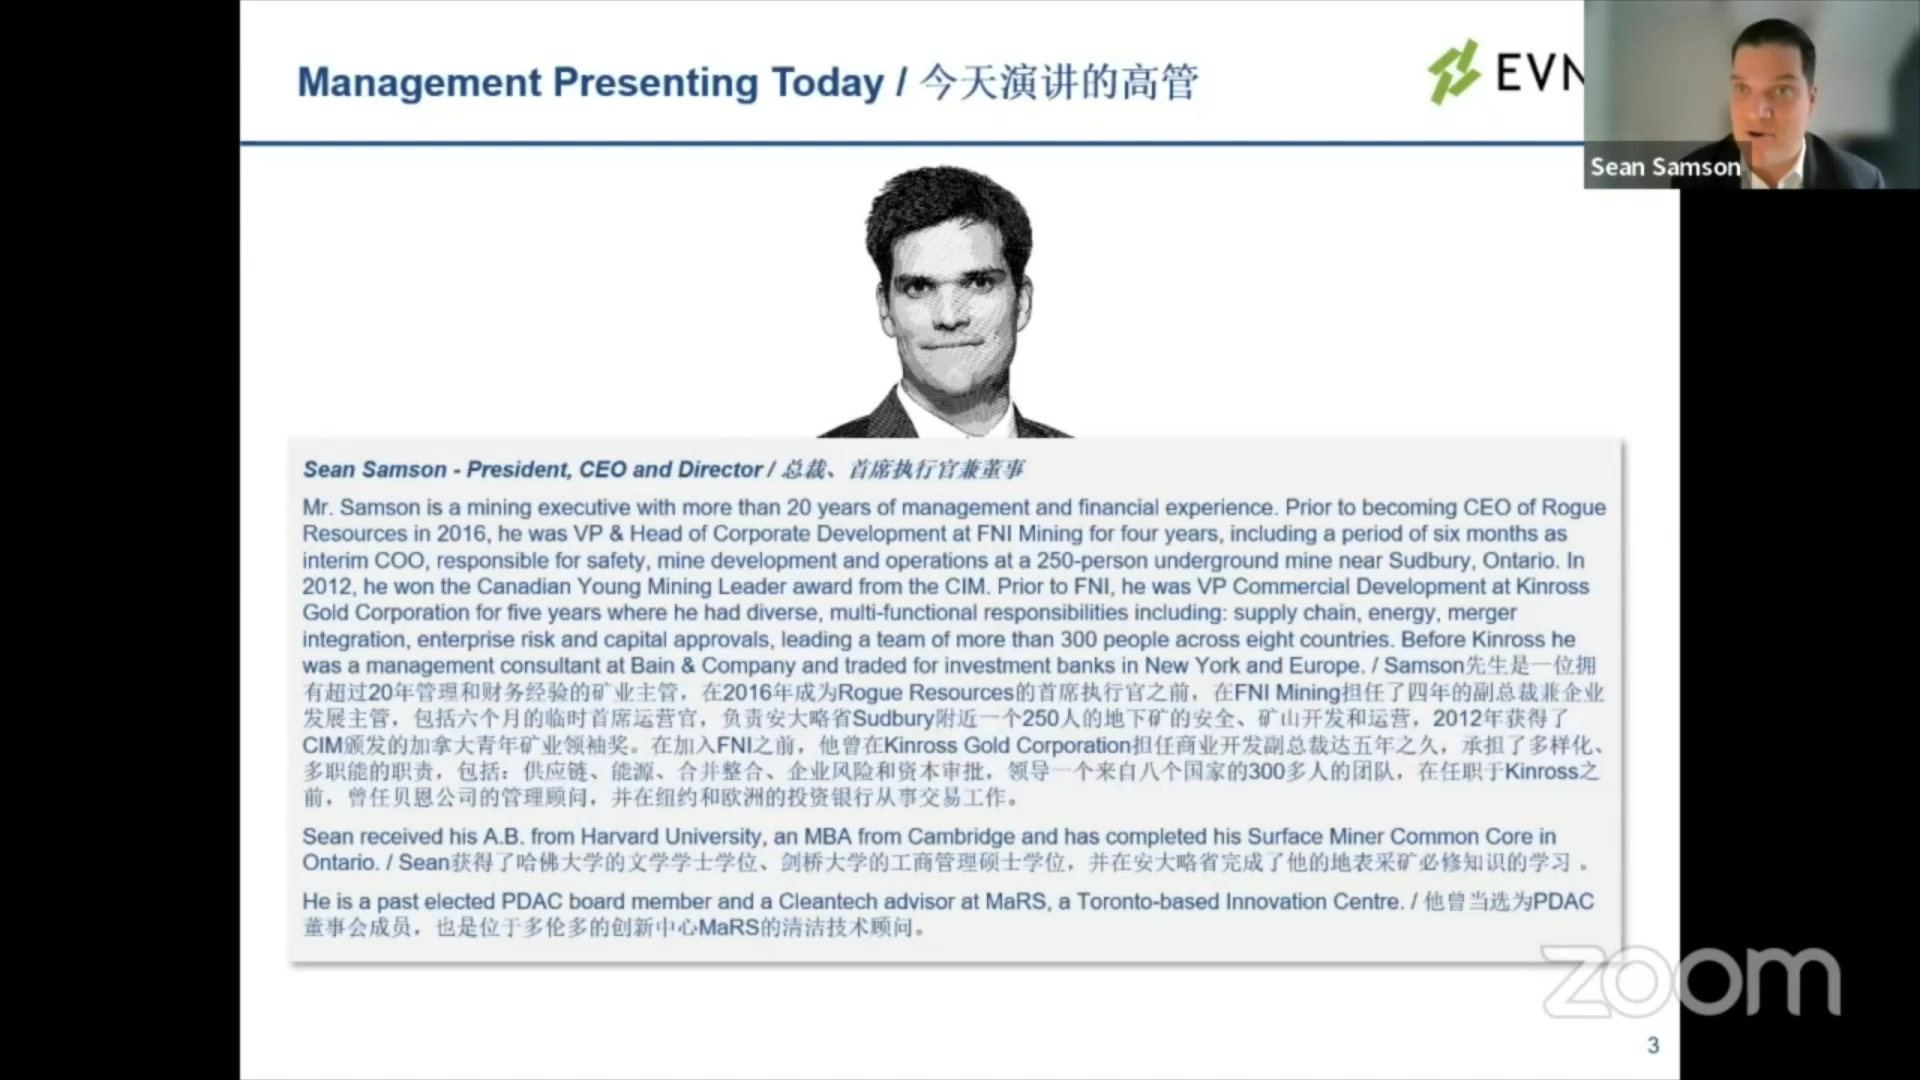 Management Presenting Today / 今天演讲的高管
EVN
Sean Samson
Sean Samson - President, CEO and Director / 总裁、首席执行官兼董事
Mr. Samson is a mining executive with more than 20 years of management and financial experience. Prior to becoming CEO of Rogue
Resources in 2016, he was VP & Head of Corporate Development at FNI Mining for four years, including a period of six months as
interim COO, responsible for safety, mine development and operations at a 250-person underground mine near Sudbury, Ontario. In
2012, he won the Canadian Young Mining Leader award from the CIM. Prior to FNI, he was VP Commercial Development at Kinross
Gold Corporation for five years where he had diverse, multi-functional responsibilities including: supply chain, energy, merger
integration, enterprise risk and capital approvals, leading a team of more than 300 people across eight countries. Before Kinross he
was a management consultant at Bain & Company and traded for investment banks in New York and Europe. / Samson先生是一位拥
有超过20年管理和财务经验的矿业主管，在2016年成为Rogue Resources的首席执行官之前，在FNI Mining担任了四年的副总裁兼企业
发展主管，包括六个月的临时首席运营官，负责安大略省Sudbury附近一个250人的地下矿的安全、矿山开发和运营，2012年获得了
CIM颁发的加拿大青年矿业领袖奖。在加入FNI之前，他曾在Kinross Gold Corporation担任商业开发副总裁达五年之久，承担了多样化、
多职能的职责，包括：供应链、能源、合并整合、企业风险和资本审批，领导一个来自八个国家的300多人的团队，在任职于Kinross之
前，曾任贝恩公司的管理顾问，并在纽约和欧洲的投资银行从事交易工作。
Sean received his A.B. from Harvard University, an MBA from Cambridge and has completed his Surface Miner Common Core in
Ontario. / Sean获得了哈佛大学的文学学士学位、剑桥大学的工商管理硕士学位，并在安大略省完成了他的地表采矿必修知识的学习 。
He is a past elected PDAC board member and a Cleantech advisor at MaRS, a Toronto-based Innovation Centre. / 他曾当选为PDAC
董事会成员，也是位于多伦多的创新中心MaRS的清洁技术顾问。
zoom
3